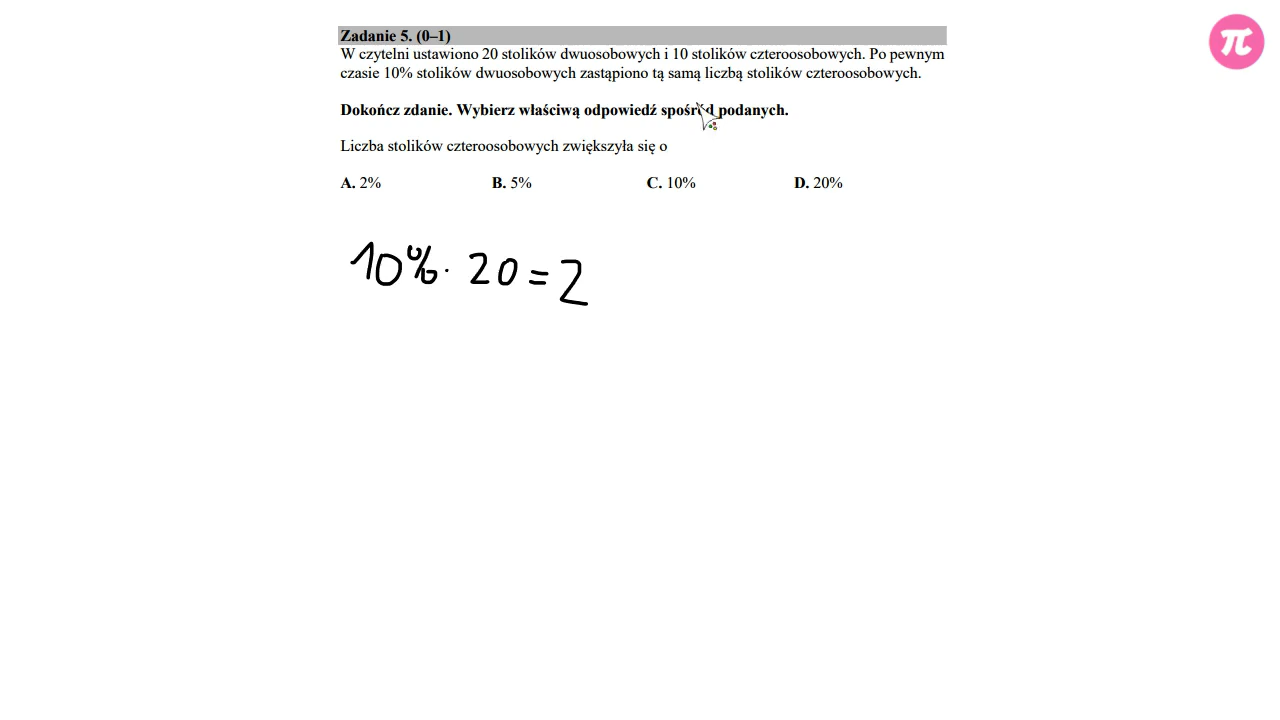 Zadanie 5. (0–1)
W czytelni ustawiono 20 stolików dwuosobowych i 10 stolików czteroosobowych. Po pewnym
czasie 10% stolików dwuosobowych zastąpiono tą samą liczbą stolików czteroosobowych.
Dokończ zdanie. Wybierz właściwą odpowiedź spośród podanych.
Liczba stolików czteroosobowych zwiększyła się o
A. 2% B. 5% C. 10% D. 20%
10% · 20 = 2
π